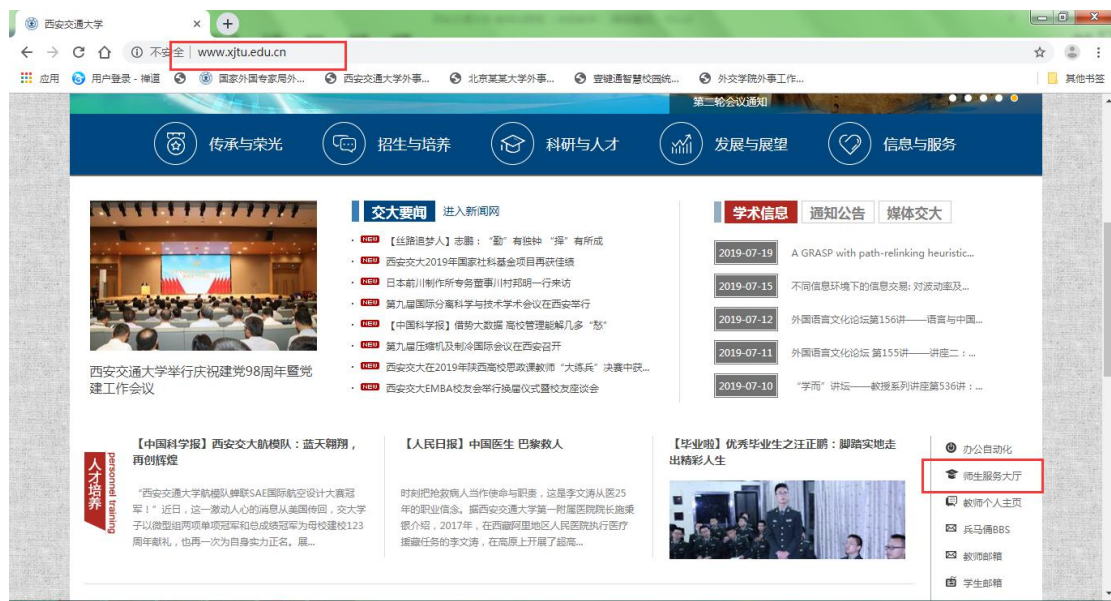 西安交通大学
不安全 | www.xjtu.edu.cn
应用 用户登录 - 禅道 国家外国专家局外... 西安交通大学外事... 北京某某大学外事... 壹键通智慧校园统... 外交学院外事工作... 其他书签
第二轮会议通知
传承与荣光 招生与培养 科研与人才 发展与展望 信息与服务
交大要闻 进入新闻网
NEW 【丝路追梦人】志鹏：“勤”有独钟 “择”有所成
NEW 西安交大2019年国家社科基金项目再获佳绩
NEW 日本前川制作所专务董事川村邦明一行来访
NEW 第九届国际分离科学与技术学术会议在西安举行
NEW 【中国科学报】借势大数据 高校管理能解几多“愁”
NEW 第九届压缩机及制冷国际会议在西安召开
NEW 西安交大在2019年陕西高校思政课教师“大练兵”决赛中获...
NEW 西安交大EMBA校友会举行换届仪式暨校友座谈会
西安交通大学举行庆祝建党98周年暨党
建工作会议
学术信息 通知公告 媒体交大
2019-07-19 A GRASP with path-relinking heuristic...
2019-07-15 不同信息环境下的信息交易: 对波动率及...
2019-07-12 外国语言文化论坛第156讲——语言与中国...
2019-07-11 外国语言文化论坛 第155讲——讲座二：...
2019-07-10 “学而”讲坛——教授系列讲座第536讲：...
人才培养
personnel training
【中国科学报】西安交大航模队：蓝天翱翔，
再创辉煌
“西安交通大学航模队蝉联SAE国际航空设计大赛冠
军！”近日，这一激动人心的消息从美国传回，交大学
子以微型组两项单项冠军和总成绩冠军为母校建校123
周年献礼，也再一次为自身实力正名。展...
【人民日报】中国医生 巴黎救人
时刻把抢救病人当作使命与职责，这是李文涛从医25
年的职业信念。据西安交通大学第一附属医院院长施秉
银介绍，2017年，在西藏阿里地区人民医院执行医疗
援藏任务的李文涛，在高原上开展了超高...
【毕业啦】优秀毕业生之汪正鹏：脚踏实地走
出精彩人生
办公自动化
师生服务大厅
教师个人主页
兵马俑BBS
教师邮箱
学生邮箱